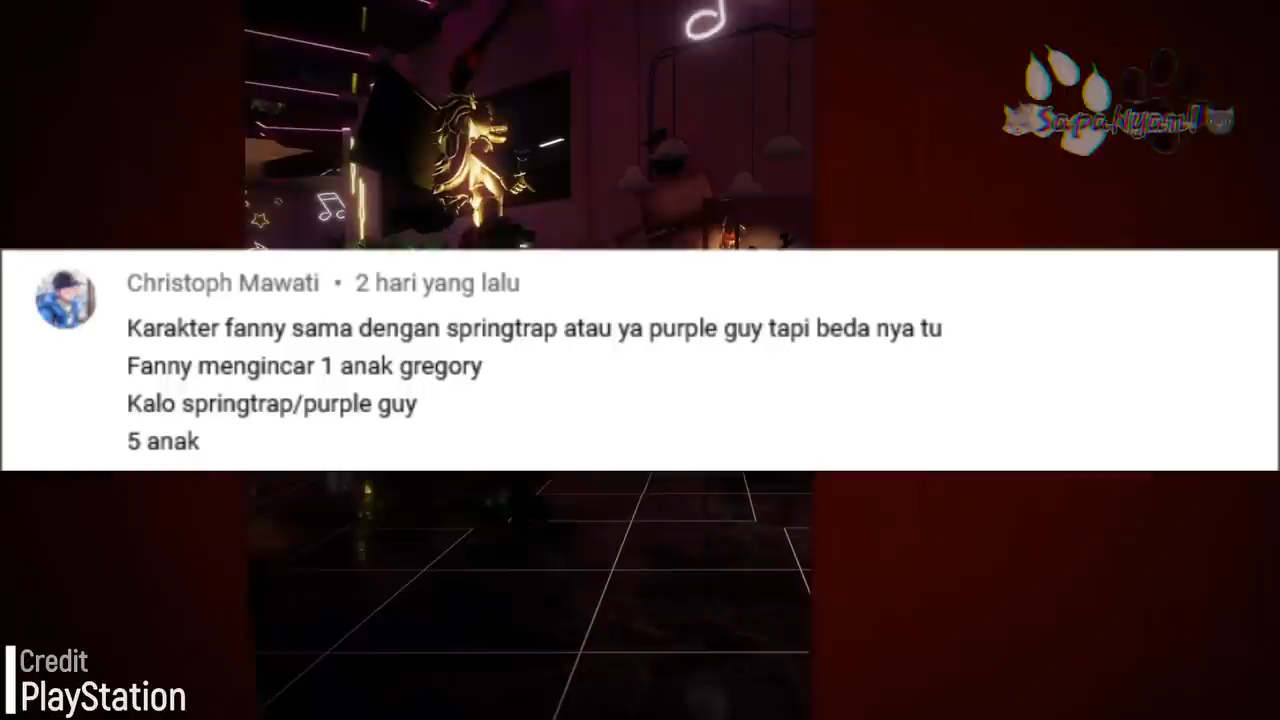 SapaNyam!
Christoph Mawati • 2 hari yang lalu
Karakter fanny sama dengan springtrap atau ya purple guy tapi beda nya tu
Fanny mengincar 1 anak gregory
Kalo springtrap/purple guy
5 anak
Credit
PlayStation